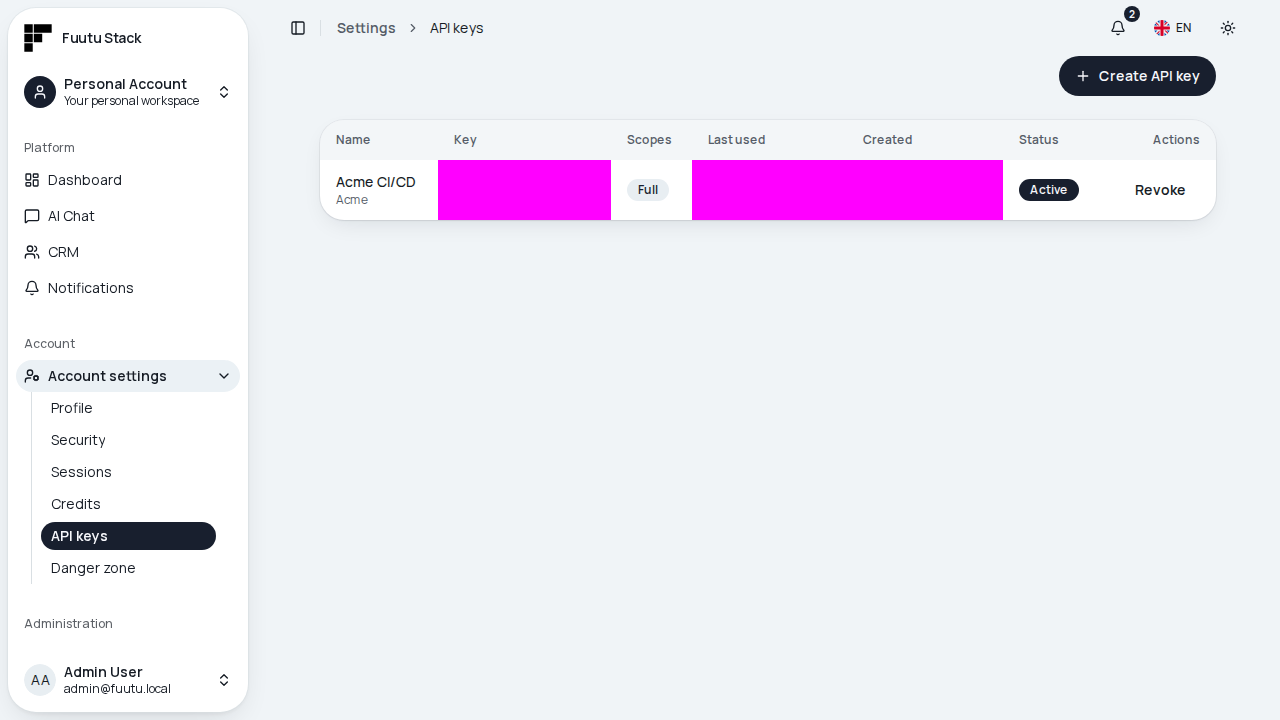 Fuutu Stack
Personal Account
Your personal workspace
Platform
Dashboard
AI Chat
CRM
Notifications
Account
Account settings
Profile
Security
Sessions
Credits
API keys
Danger zone
Administration
AA
Admin User
admin@fuutu.local
Settings
API keys
2
EN
Create API key
Name
Key
Scopes
Last used
Created
Status
Actions
Acme CI/CD
Acme
Full
Active
Revoke